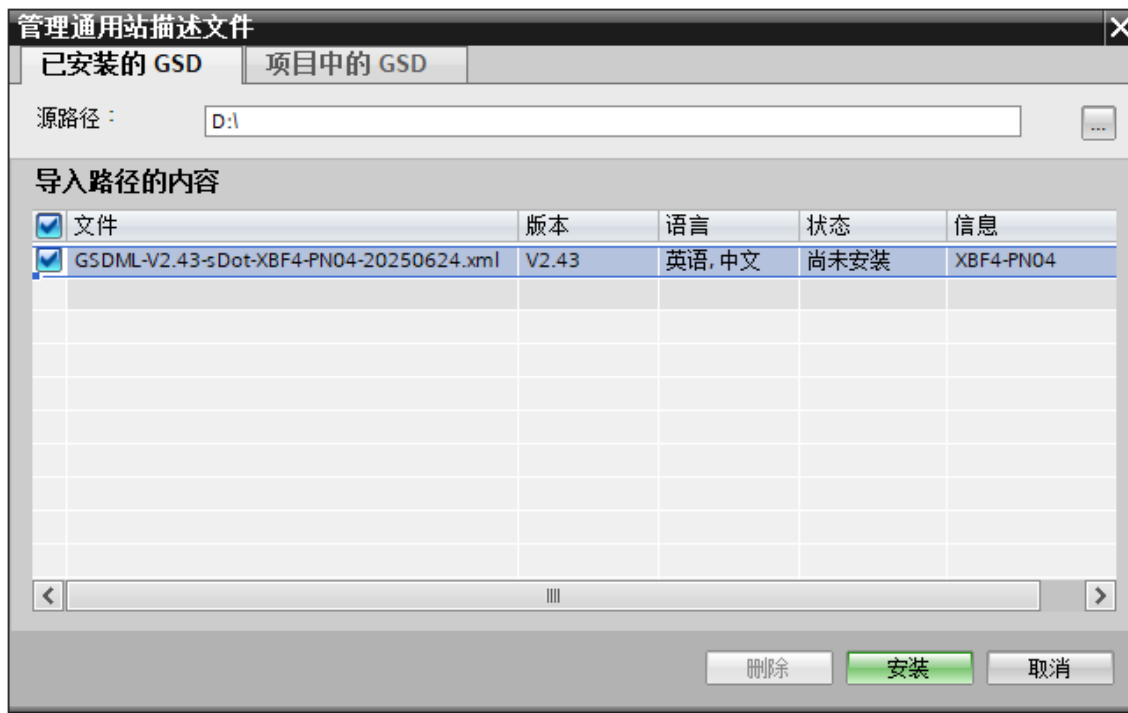 管理通用站描述文件
已安装的 GSD 项目中的 GSD
源路径： D:\ ...
导入路径的内容
文件 版本 语言 状态 信息
GSDML-V2.43-sDot-XBF4-PN04-20250624.xml V2.43 英语, 中文 尚未安装 XBF4-PN04
删除 安装 取消